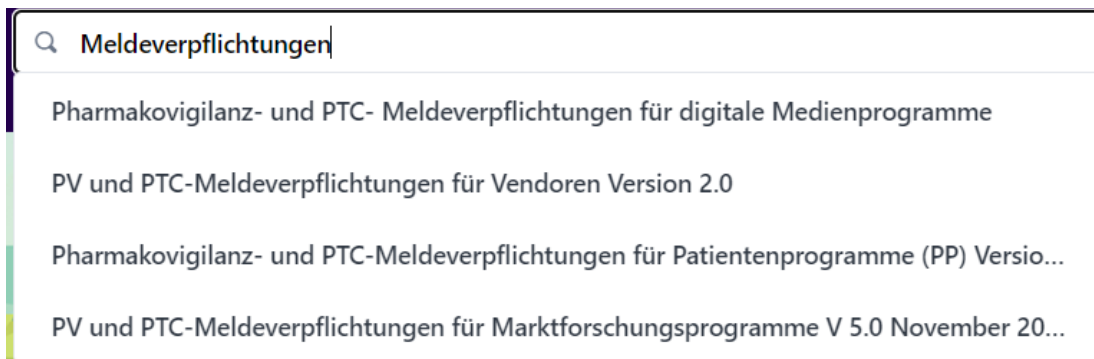 Meldeverpflichtungen
Pharmakovigilanz- und PTC- Meldeverpflichtungen für digitale Medienprogramme
PV und PTC-Meldeverpflichtungen für Vendoren Version 2.0
Pharmakovigilanz- und PTC-Meldeverpflichtungen für Patientenprogramme (PP) Versio...
PV und PTC-Meldeverpflichtungen für Marktforschungsprogramme V 5.0 November 20...